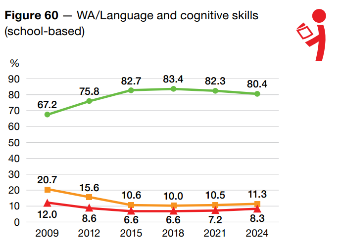 Figure 60 — WA/Language and cognitive skills
(school-based)
%
90
80
70
60
50
40
30
20
10
0
67.2 75.8 82.7 83.4 82.3 80.4
20.7 15.6 10.6 10.0 10.5 11.3
12.0 8.6 6.6 6.6 7.2 8.3
2009 2012 2015 2018 2021 2024